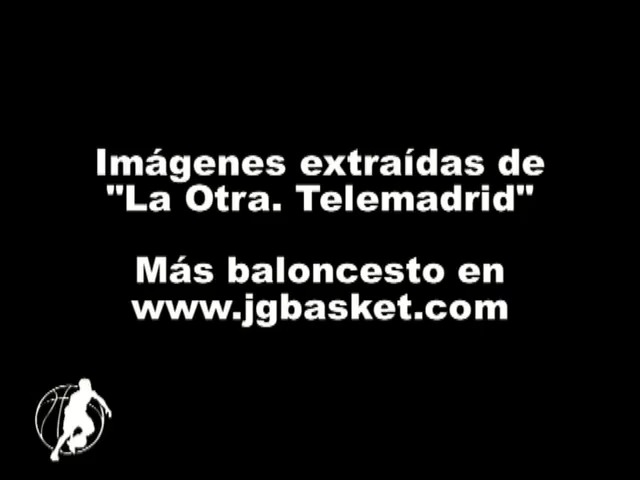 Imágenes extraídas de
"La Otra. Telemadrid"
Más baloncesto en
www.jgbasket.com